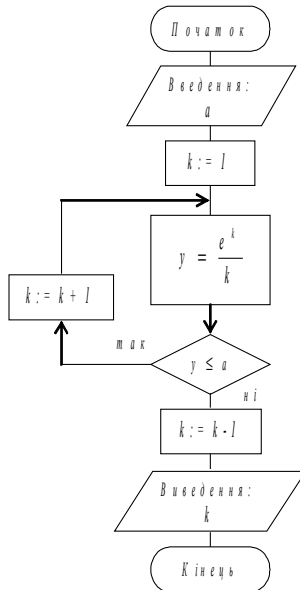 Початок
Введення:
a
k := 1
y = e^k / k
k := k + 1
так
y ≤ a
ні
k := k - 1
Виведення:
k
Кінець